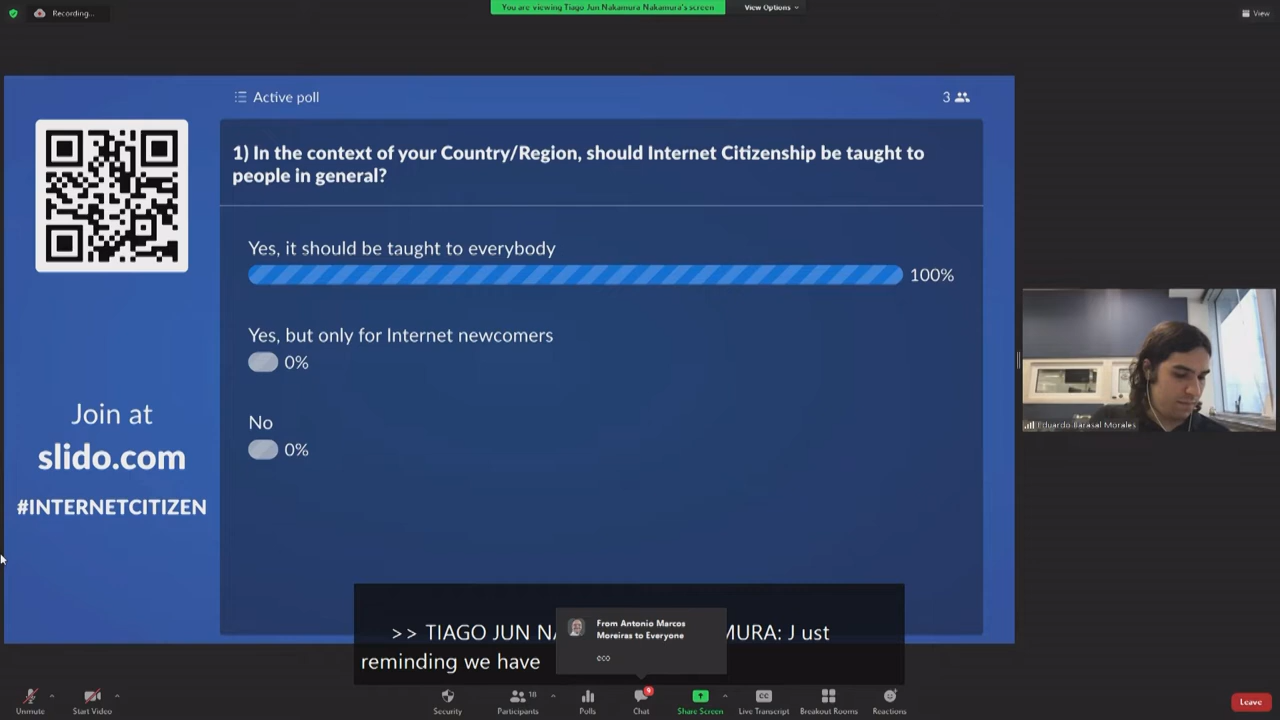 Recording...
You are viewing Tiago Jun Nakamura Nakamura's screen
View Options
View
Active poll
3
1) In the context of your Country/Region, should Internet Citizenship be taught to
people in general?
Yes, it should be taught to everybody
100%
Yes, but only for Internet newcomers
0%
No
0%
Join at
slido.com
#INTERNETCITIZEN
Eduardo Barasal Morales
>> TIAGO JUN NA
MURA: J ust
reminding we have
From Antonio Marcos
Moreiras to Everyone
eco
Unmute
Start Video
Security
Participants
18
Polls
Chat
6
Share Screen
CC
Live Transcript
Breakout Rooms
Reactions
Leave